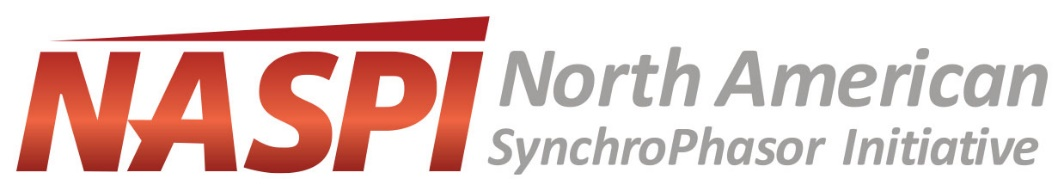 NASPI
North American
SynchroPhasor Initiative